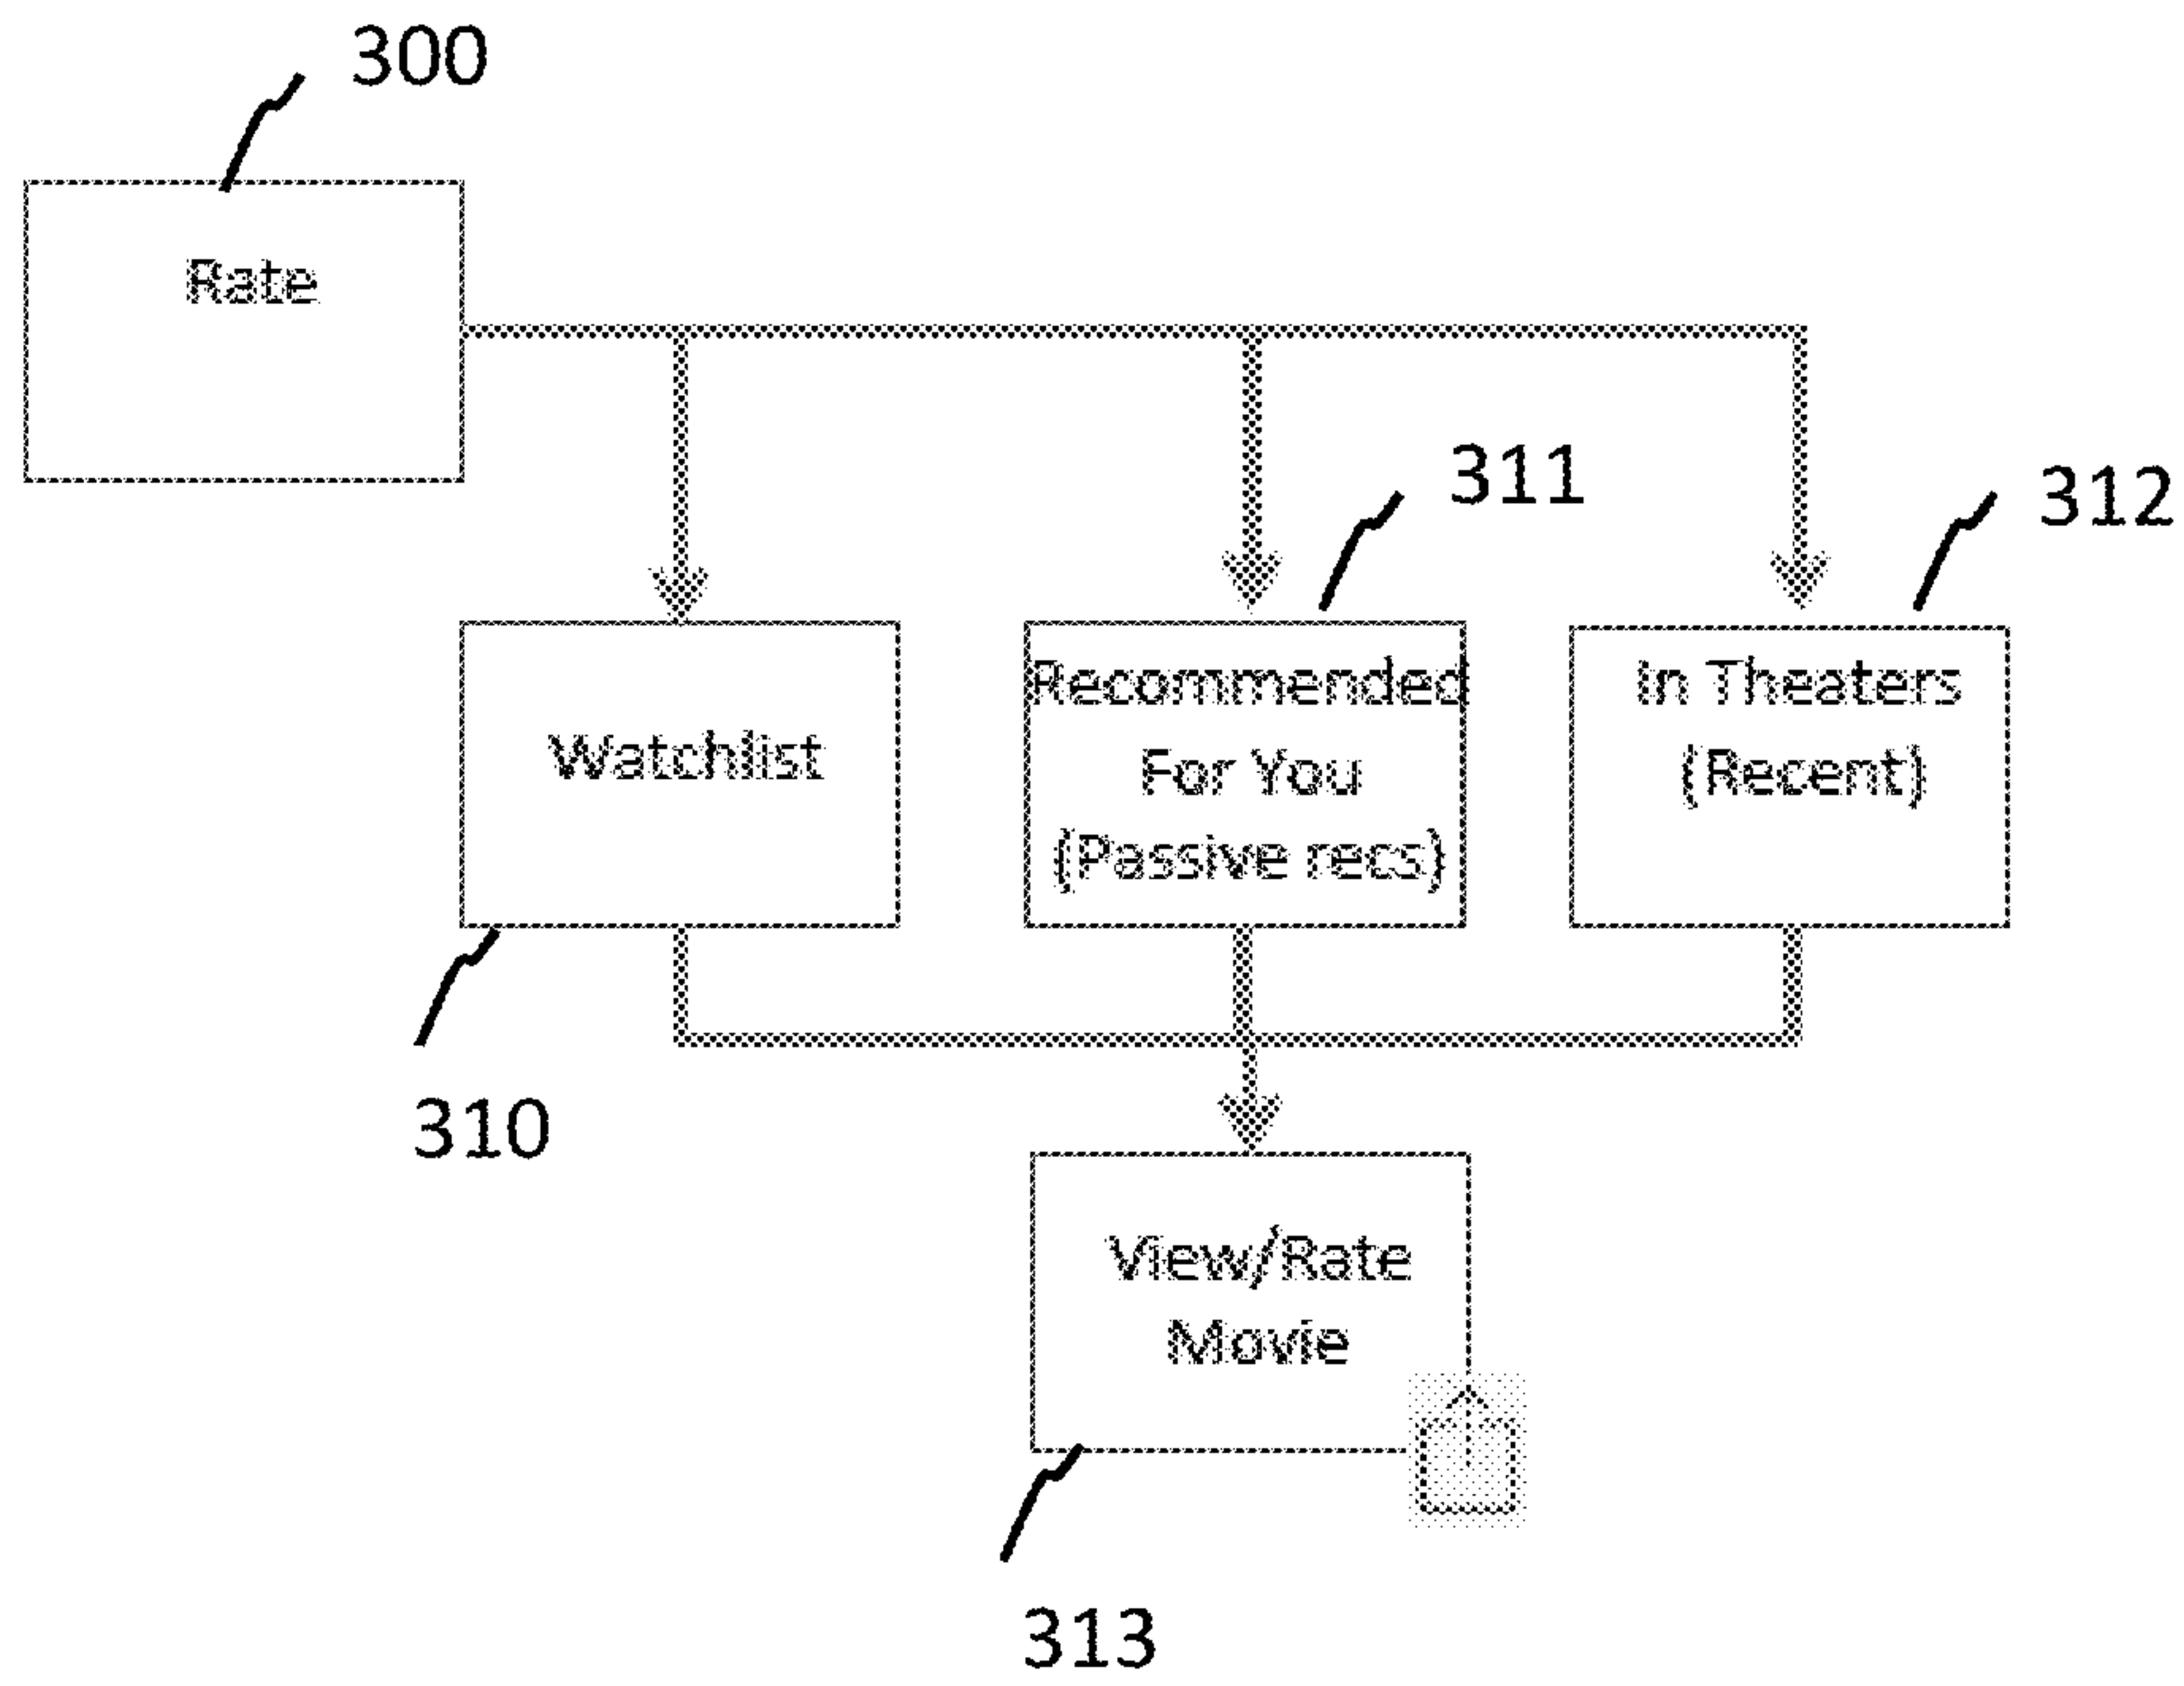 300
Rate
311
312
Watchlist
Recommended
For You
(Passive recs)
In Theaters
(Recent)
310
View/Rate
Movie
313